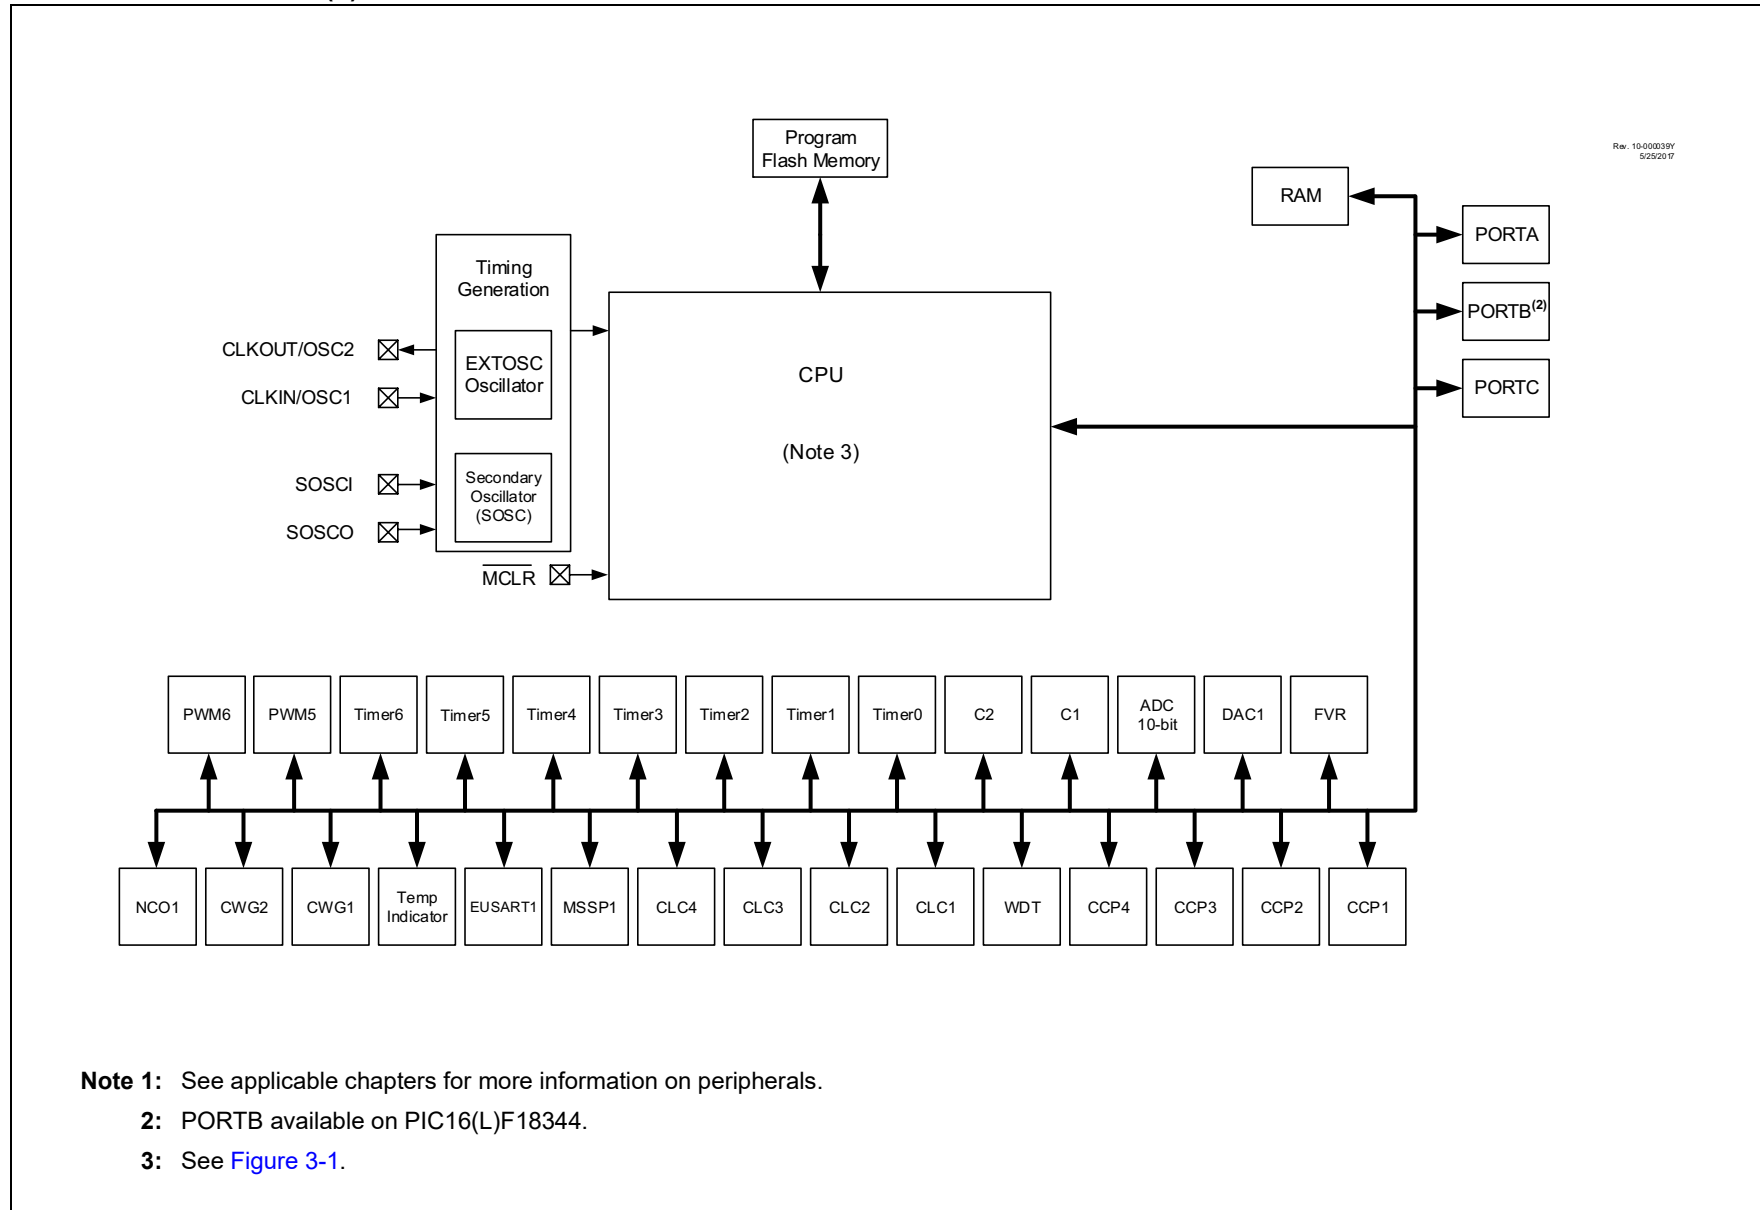 Program
Flash Memory
Rev. 10-000039Y
5/25/2017
RAM
PORTA
Timing
Generation
PORTB(2)
CLKOUT/OSC2
EXTOSC
Oscillator
CPU
PORTC
CLKIN/OSC1
(Note 3)
SOSCI
Secondary
Oscillator
(SOSC)
SOSCO
MCLR
PWM6 PWM5 Timer6 Timer5 Timer4 Timer3 Timer2 Timer1 Timer0 C2 C1 ADC 10-bit DAC1 FVR
NCO1 CWG2 CWG1 Temp Indicator EUSART1 MSSP1 CLC4 CLC3 CLC2 CLC1 WDT CCP4 CCP3 CCP2 CCP1
Note 1: See applicable chapters for more information on peripherals.
2: PORTB available on PIC16(L)F18344.
3: See Figure 3-1.